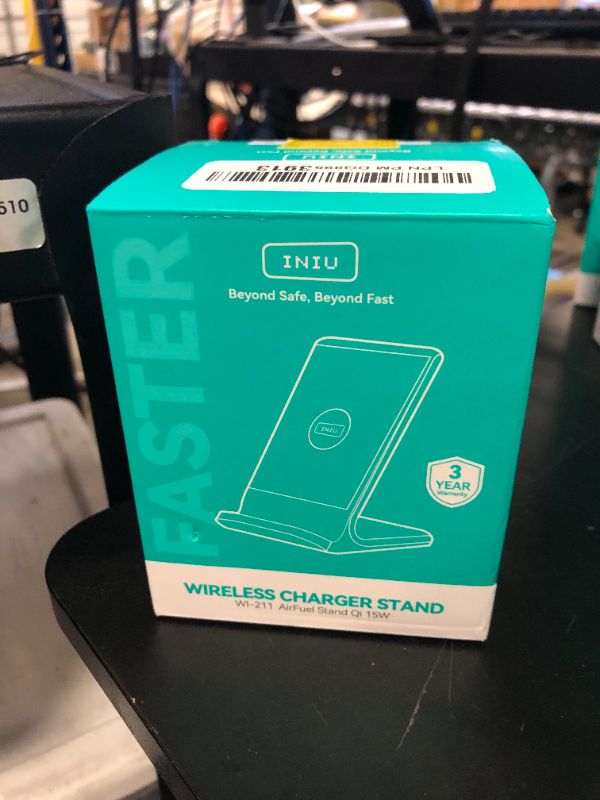 INIU
510
INIU
Beyond Safe, Beyond Fast
FASTER
INIU
3
YEAR
Warranty
WIRELESS CHARGER STAND
WI-211 AirFuel Stand Qi 15W